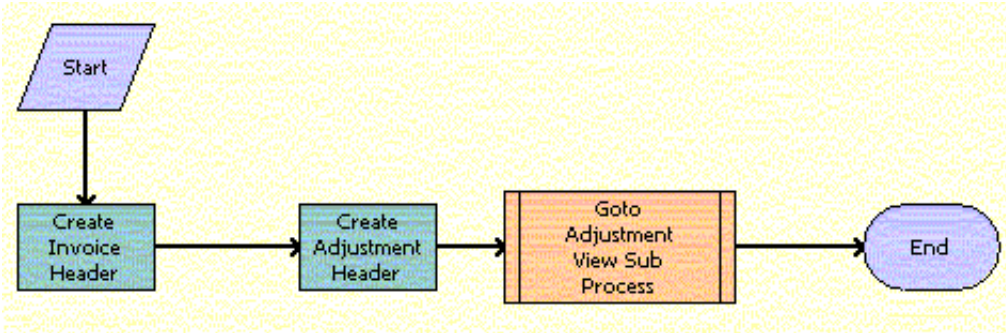 Start
Create
Invoice
Header
Create
Adjustment
Header
Goto
Adjustment
View Sub
Process
End